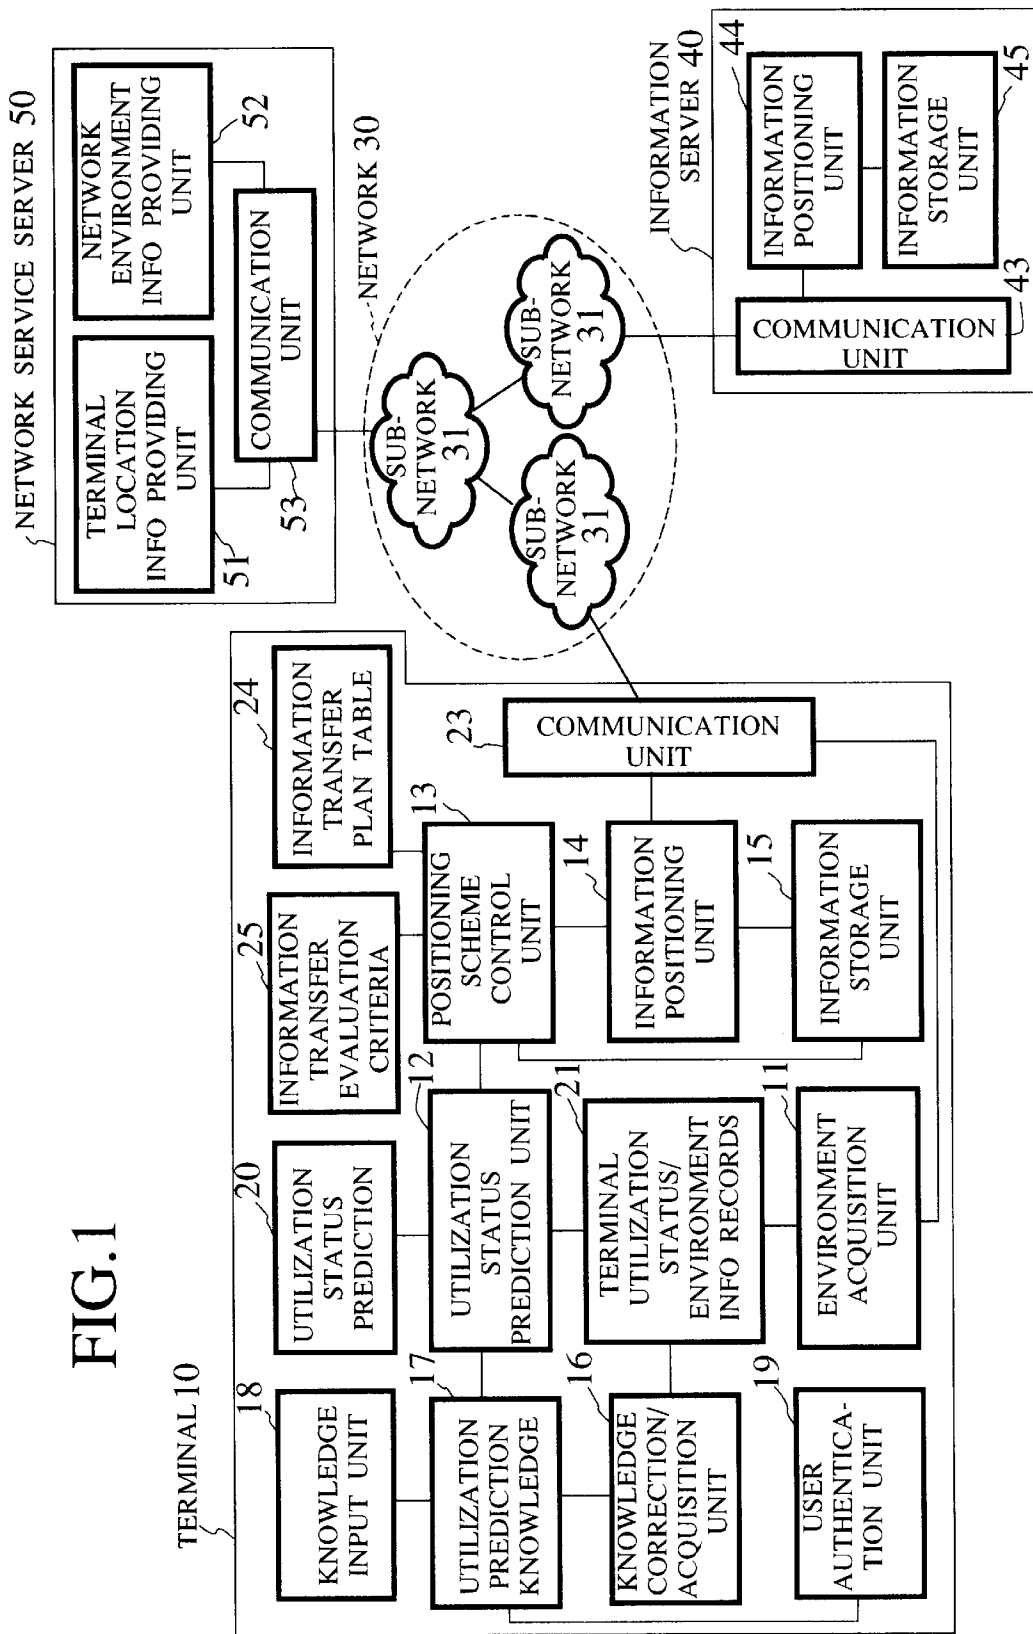 FIG.1
TERMINAL 10
18
KNOWLEDGE
INPUT UNIT
17
UTILIZATION
PREDICTION
KNOWLEDGE
16
KNOWLEDGE
CORRECTION/
ACQUISITION
UNIT
19
USER
AUTHENTICA-
TION UNIT
20
UTILIZATION
STATUS
PREDICTION
12
UTILIZATION
STATUS
PREDICTION UNIT
21
TERMINAL
UTILIZATION
STATUS/
ENVIRONMENT
INFO RECORDS
11
ENVIRONMENT
ACQUISITION
UNIT
25
INFORMATION
TRANSFER
EVALUATION
CRITERIA
24
INFORMATION
TRANSFER
PLAN TABLE
13
POSITIONING
SCHEME
CONTROL
UNIT
14
INFORMATION
POSITIONING
UNIT
15
INFORMATION
STORAGE
UNIT
23
COMMUNICATION
UNIT
NETWORK SERVICE SERVER 50
TERMINAL
LOCATION
INFO PROVIDING
UNIT
51
NETWORK
ENVIRONMENT
INFO PROVIDING
UNIT
52
COMMUNICATION
UNIT
53
NETWORK 30
SUB-
NETWORK
31
SUB-
NETWORK
31
SUB-
NETWORK
31
INFORMATION
SERVER 40
44
INFORMATION
POSITIONING
UNIT
INFORMATION
STORAGE
UNIT
45
COMMUNICATION
UNIT
43